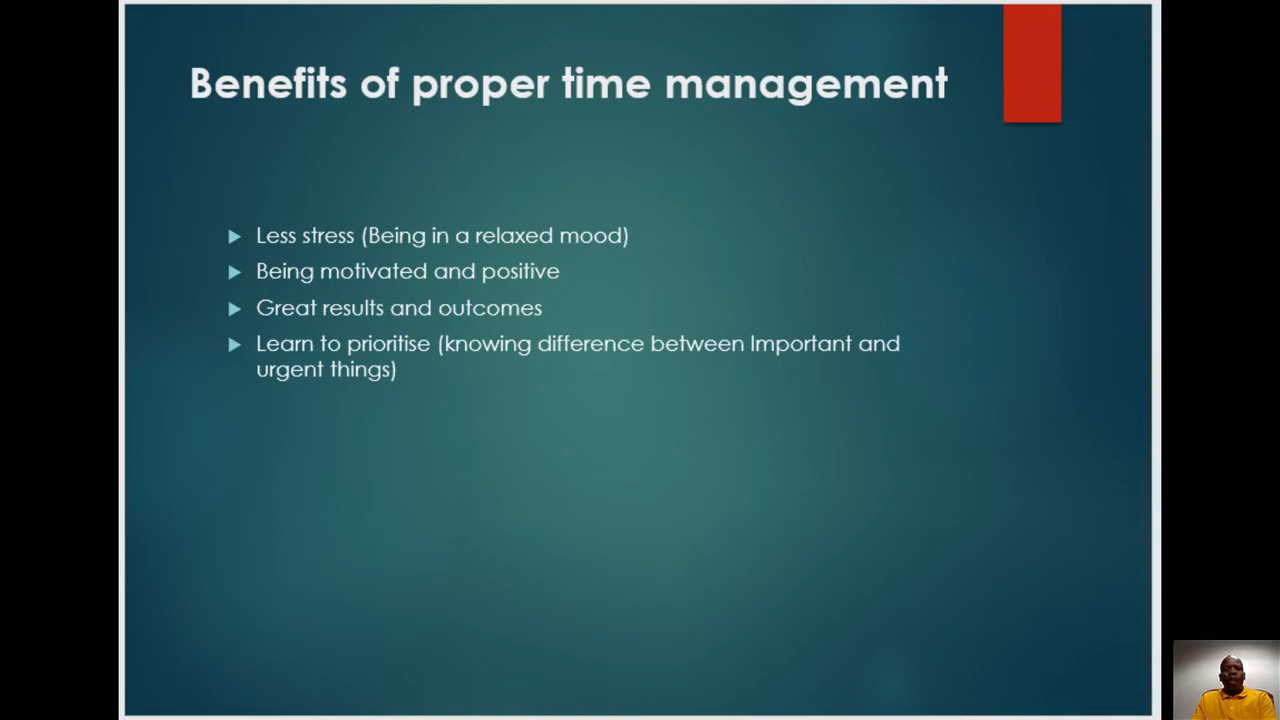 Benefits of proper time management
Less stress (Being in a relaxed mood)
Being motivated and positive
Great results and outcomes
Learn to prioritise (knowing difference between Important and
urgent things)